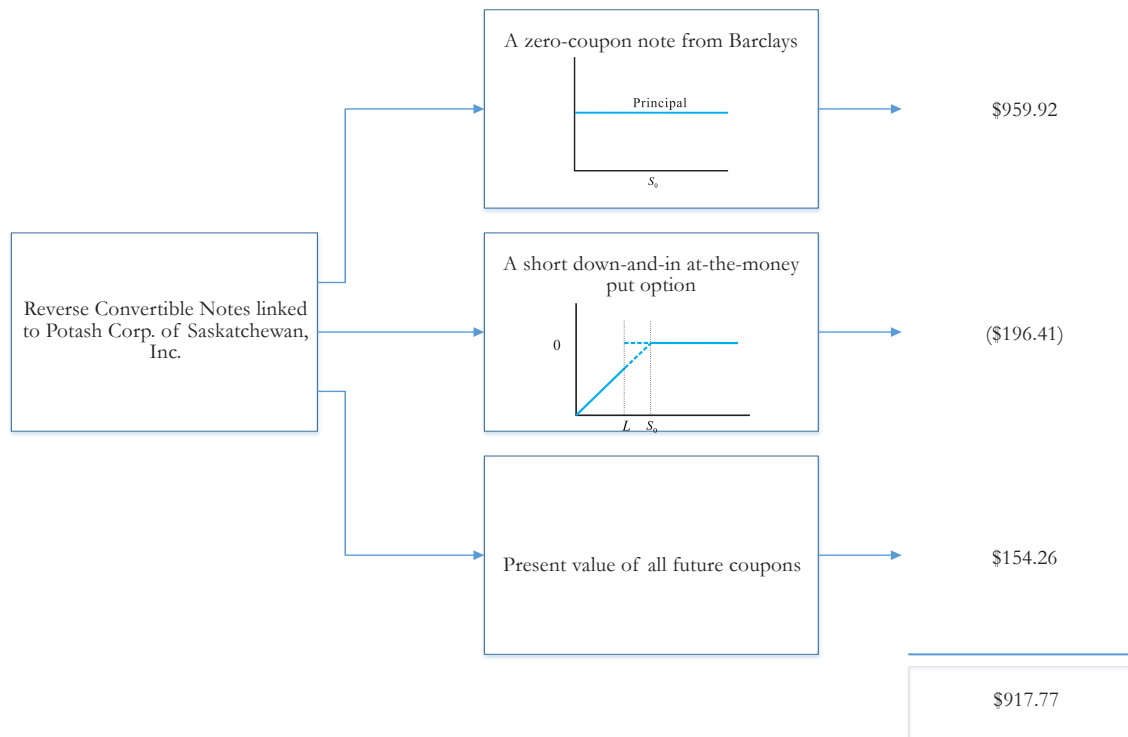 Reverse Convertible Notes linked
to Potash Corp. of Saskatchewan,
Inc.
A zero-coupon note from Barclays
Principal
S₀
$959.92
A short down-and-in at-the-money
put option
0
L S₀
($196.41)
Present value of all future coupons
$154.26
$917.77